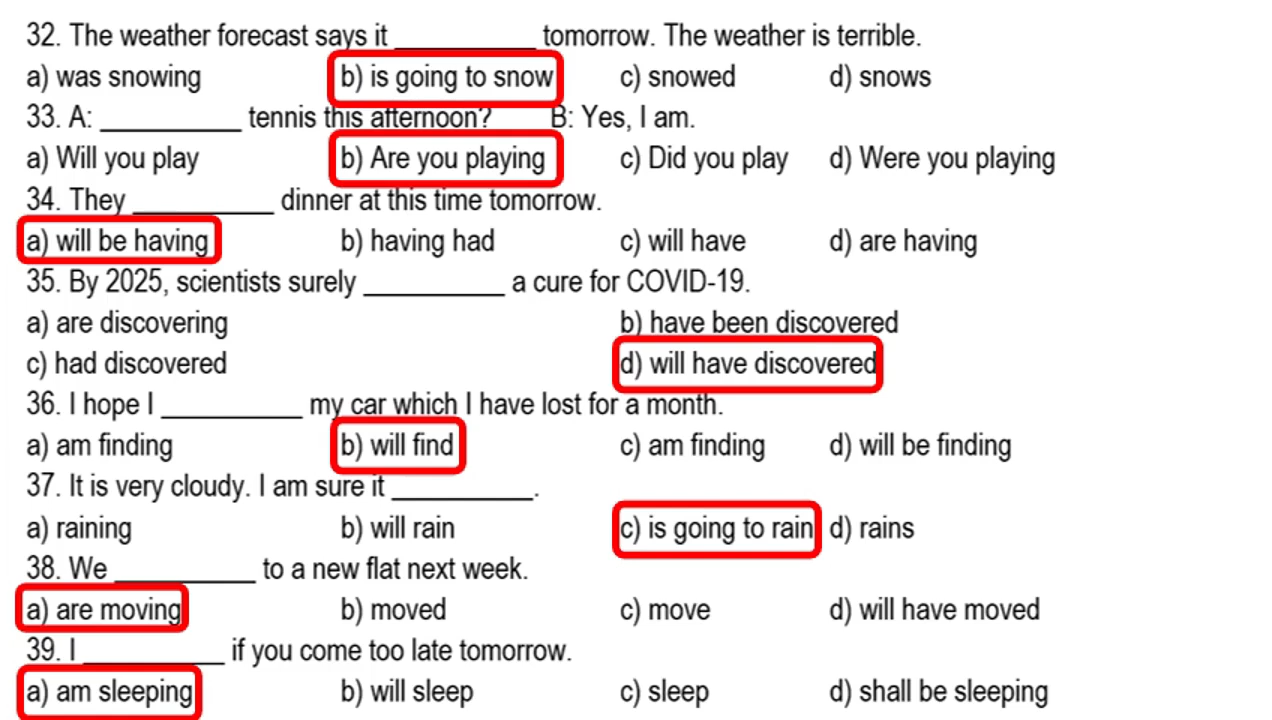 32. The weather forecast says it __________ tomorrow. The weather is terrible.
a) was snowing b) is going to snow c) snowed d) snows
33. A: __________ tennis this afternoon? B: Yes, I am.
a) Will you play b) Are you playing c) Did you play d) Were you playing
34. They __________ dinner at this time tomorrow.
a) will be having b) having had c) will have d) are having
35. By 2025, scientists surely __________ a cure for COVID-19.
a) are discovering b) have been discovered
c) had discovered d) will have discovered
36. I hope I __________ my car which I have lost for a month.
a) am finding b) will find c) am finding d) will be finding
37. It is very cloudy. I am sure it __________.
a) raining b) will rain c) is going to rain d) rains
38. We __________ to a new flat next week.
a) are moving b) moved c) move d) will have moved
39. I __________ if you come too late tomorrow.
a) am sleeping b) will sleep c) sleep d) shall be sleeping